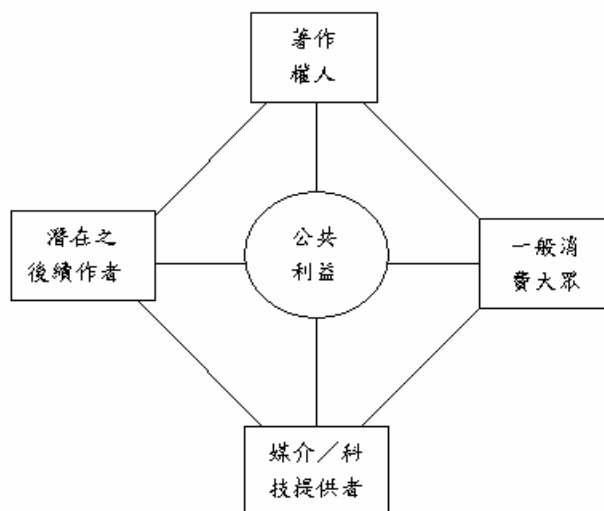 著作
權人
潛在之
後續作者
公共
利益
一般消
費大眾
媒介／科
技提供者